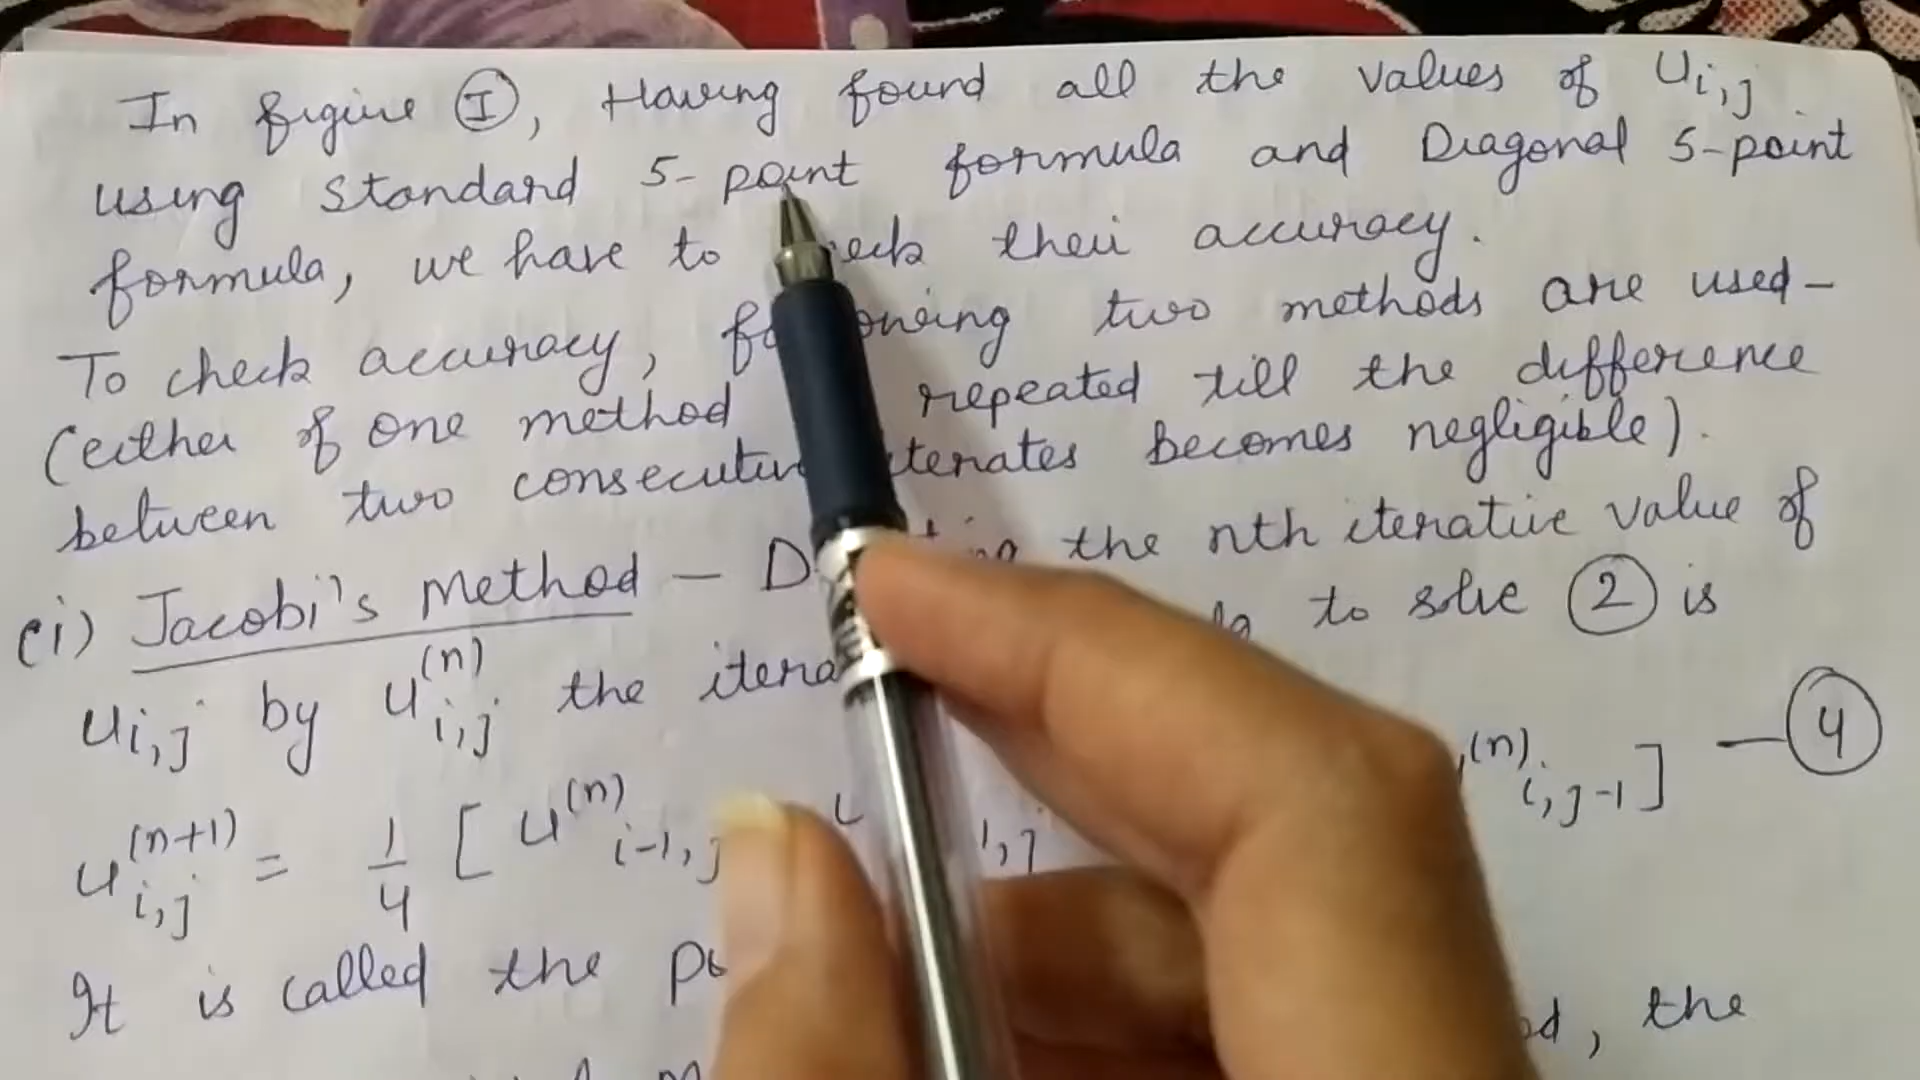 In figure (I), Having found all the values of u_{i,j}
using Standard 5-point formula and Diagonal 5-point
formula, we have to their accuracy.
To check accuracy, two methods are used-
(either of one method repeated till the difference
between two consecutive iterates becomes negligible).
(i) Jacobi's Method - the nth iterative value of
u_{i,j} by u_{i,j}^{(n)} the to solve (2) is
u_{i,j}^{(n+1)} = 1/4 [ u^{(n)}_{i-1,j} ^{(n)}_{i,j-1} ] - (4)
It is called the the